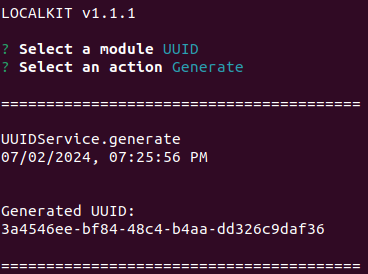 LOCALKIT v1.1.1
? Select a module UUID
? Select an action Generate
========================================
UUIDService.generate
07/02/2024, 07:25:56 PM
Generated UUID:
3a4546ee-bf84-48c4-b4aa-dd326c9daf36
========================================